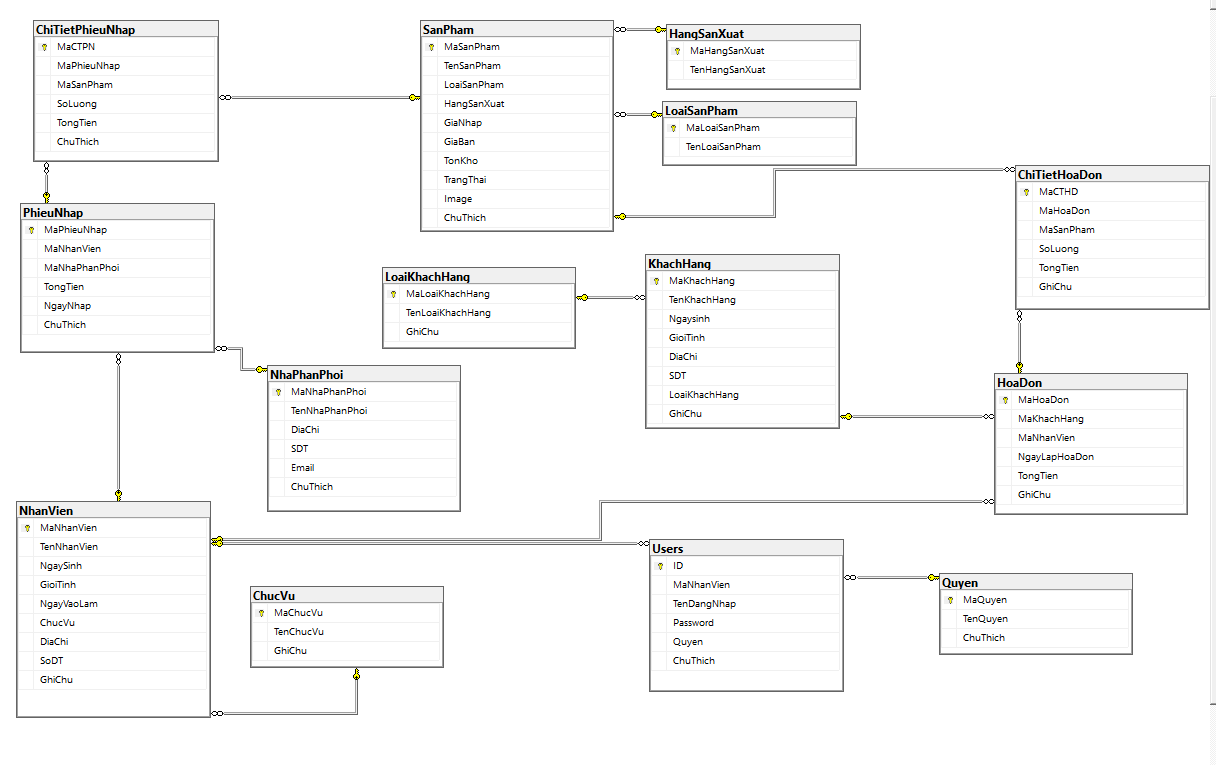 ChiTietPhieuNhap
MaCTPN
MaPhieuNhap
MaSanPham
SoLuong
TongTien
ChuThich
SanPham
MaSanPham
TenSanPham
LoaiSanPham
HangSanXuat
GiaNhap
GiaBan
TonKho
TrangThai
Image
ChuThich
HangSanXuat
MaHangSanXuat
TenHangSanXuat
LoaiSanPham
MaLoaiSanPham
TenLoaiSanPham
ChiTietHoaDon
MaCTHD
MaHoaDon
MaSanPham
SoLuong
TongTien
GhiChu
PhieuNhap
MaPhieuNhap
MaNhanVien
MaNhaPhanPhoi
TongTien
NgayNhap
ChuThich
LoaiKhachHang
MaLoaiKhachHang
TenLoaiKhachHang
GhiChu
KhachHang
MaKhachHang
TenKhachHang
Ngaysinh
GioiTinh
DiaChi
SDT
LoaiKhachHang
GhiChu
NhaPhanPhoi
MaNhaPhanPhoi
TenNhaPhanPhoi
DiaChi
SDT
Email
ChuThich
HoaDon
MaHoaDon
MaKhachHang
MaNhanVien
NgayLapHoaDon
TongTien
GhiChu
NhanVien
MaNhanVien
TenNhanVien
NgaySinh
GioiTinh
NgayVaoLam
ChucVu
DiaChi
SoDT
GhiChu
ChucVu
MaChucVu
TenChucVu
GhiChu
Users
ID
MaNhanVien
TenDangNhap
Password
Quyen
ChuThich
Quyen
MaQuyen
TenQuyen
ChuThich